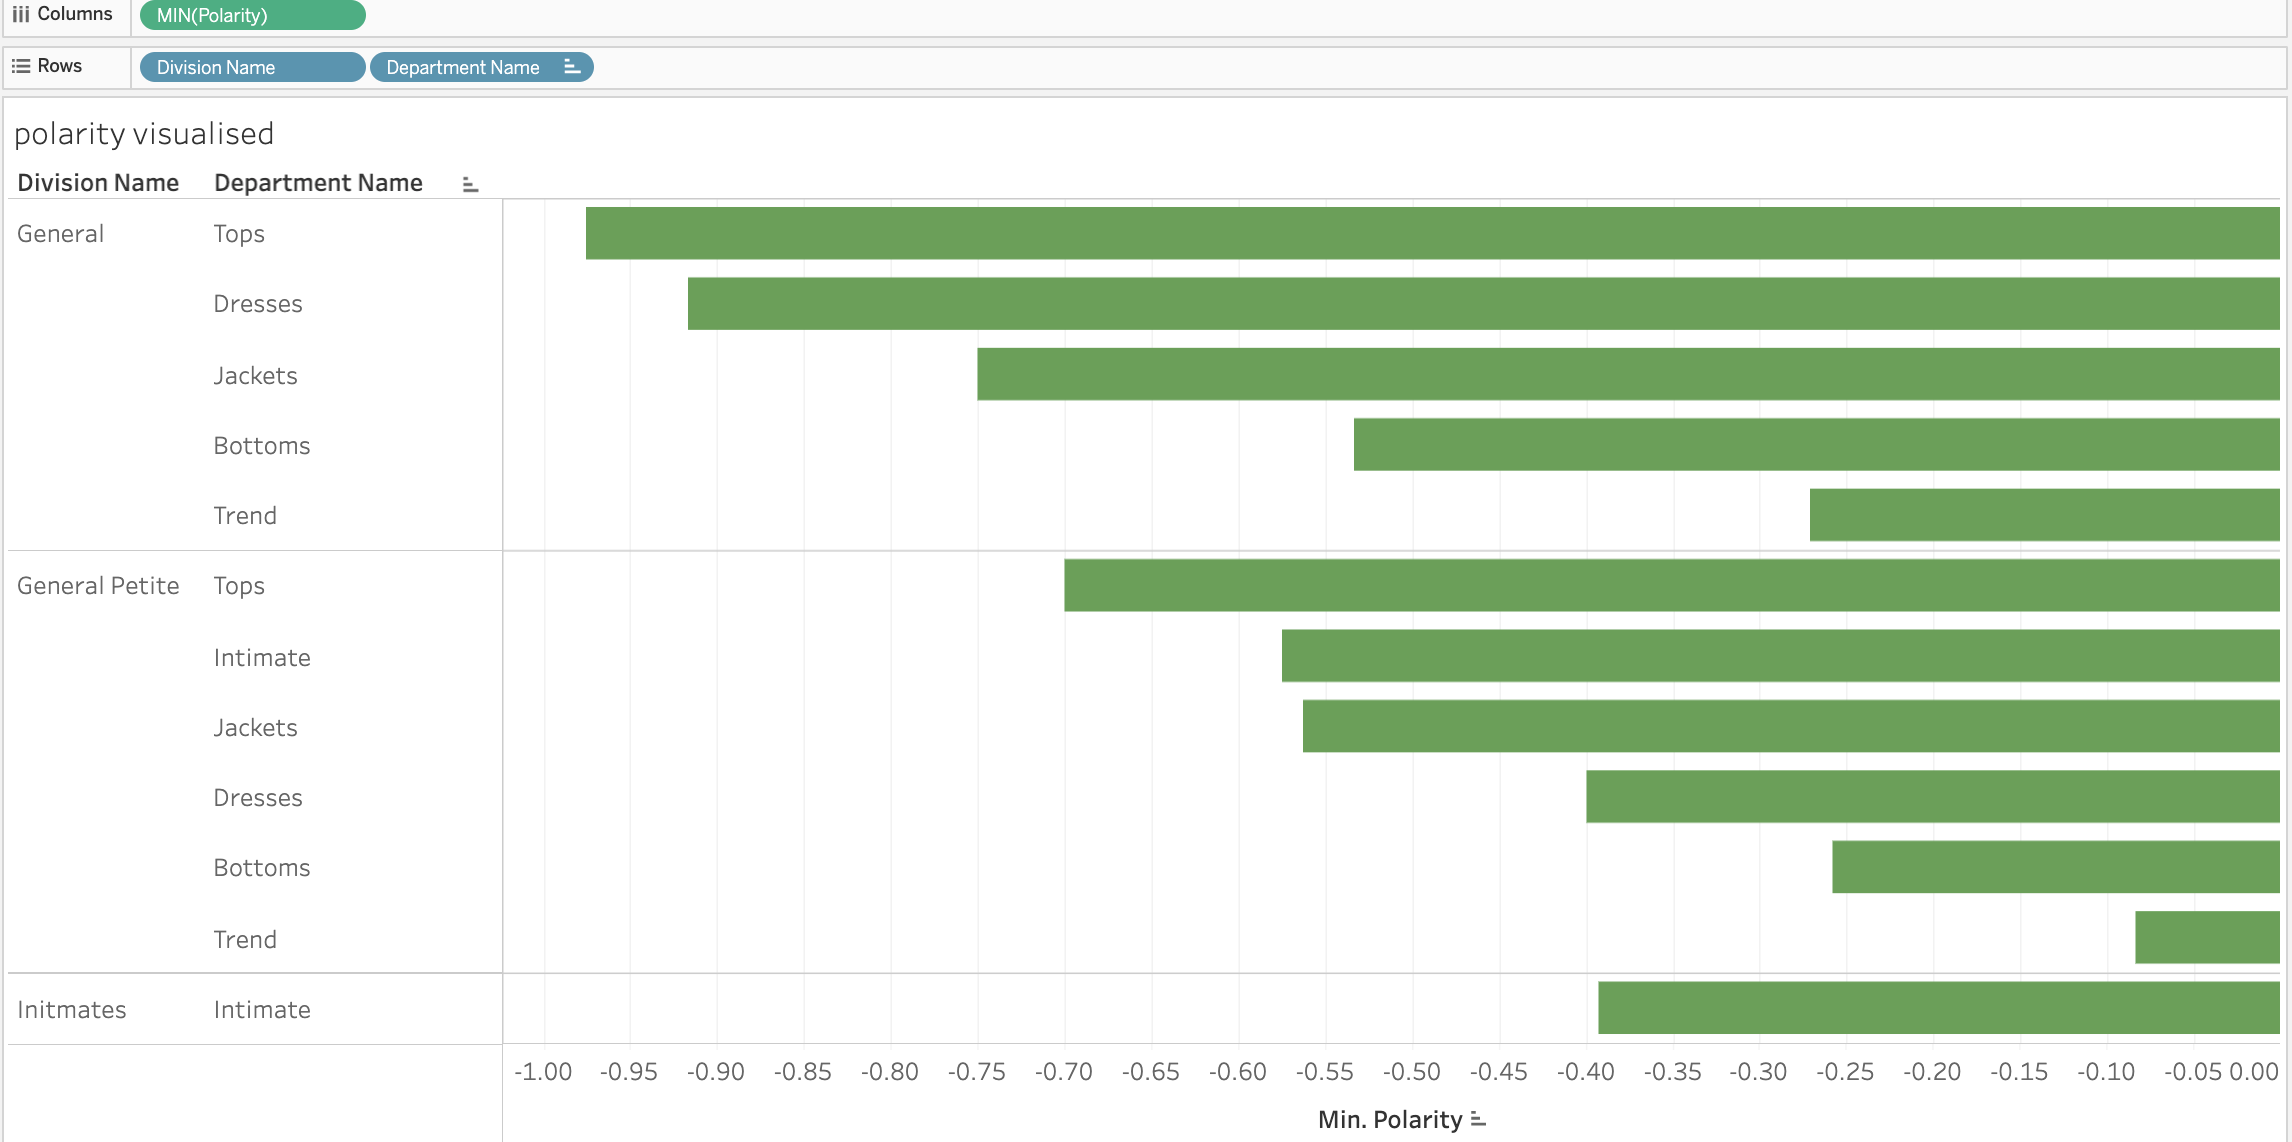 Columns MIN(Polarity)
Rows Division Name Department Name
polarity visualised
Division Name Department Name
General Tops
Dresses
Jackets
Bottoms
Trend
General Petite Tops
Intimate
Jackets
Dresses
Bottoms
Trend
Initmates Intimate
-1.00 -0.95 -0.90 -0.85 -0.80 -0.75 -0.70 -0.65 -0.60 -0.55 -0.50 -0.45 -0.40 -0.35 -0.30 -0.25 -0.20 -0.15 -0.10 -0.05 0.00
Min. Polarity